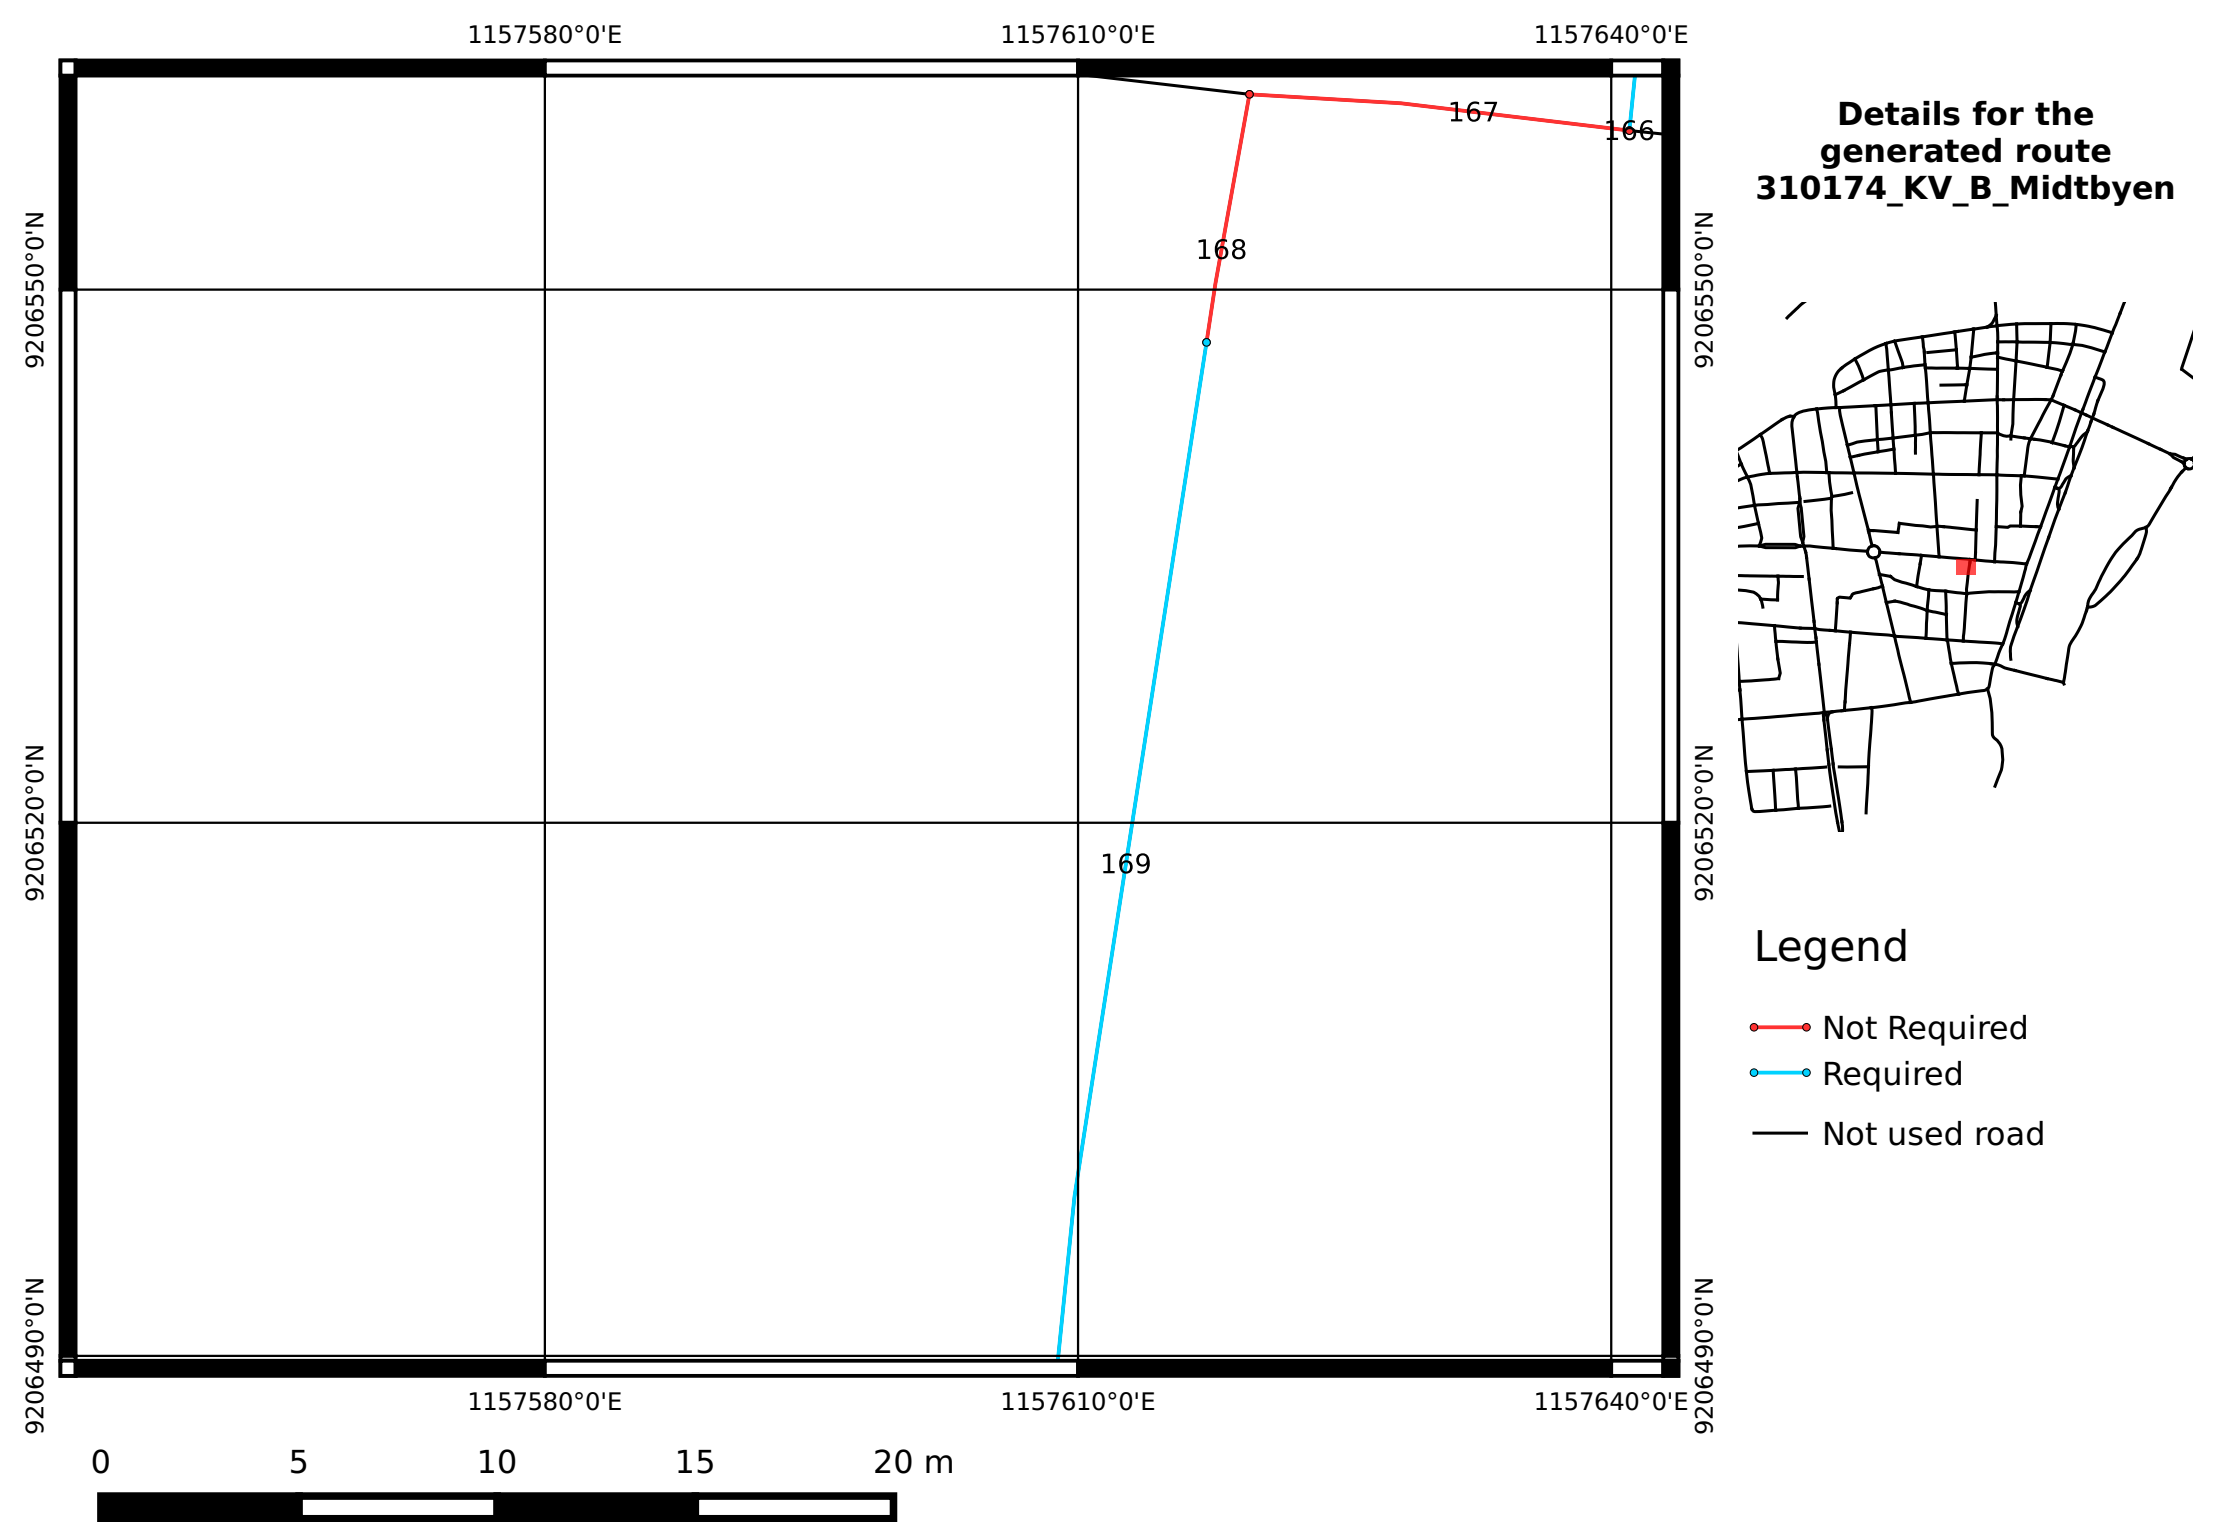 1157580°0'E
1157610°0'E
1157640°0'E
Details for the
generated route
310174_KV_B_Midtbyen
167
166
168
9206550°0'N
9206550°0'N
9206520°0'N
9206520°0'N
169
Legend
Not Required
Required
Not used road
9206490°0'N
9206490°0'N
1157580°0'E
1157610°0'E
1157640°0'E
0 5 10 15 20 m